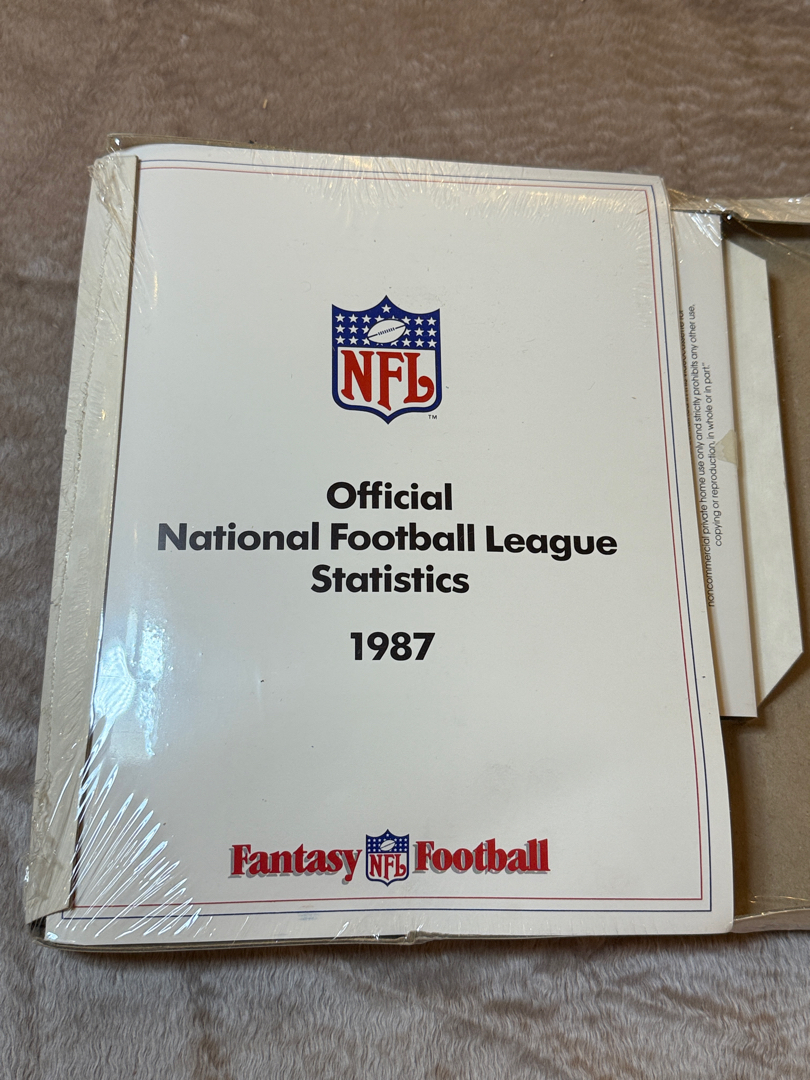 NFL
TM
Official
National Football League
Statistics
1987
Fantasy NFL Football
noncommercial private home use only and strictly prohibits any other use,
copying or reproduction, in whole or in part."